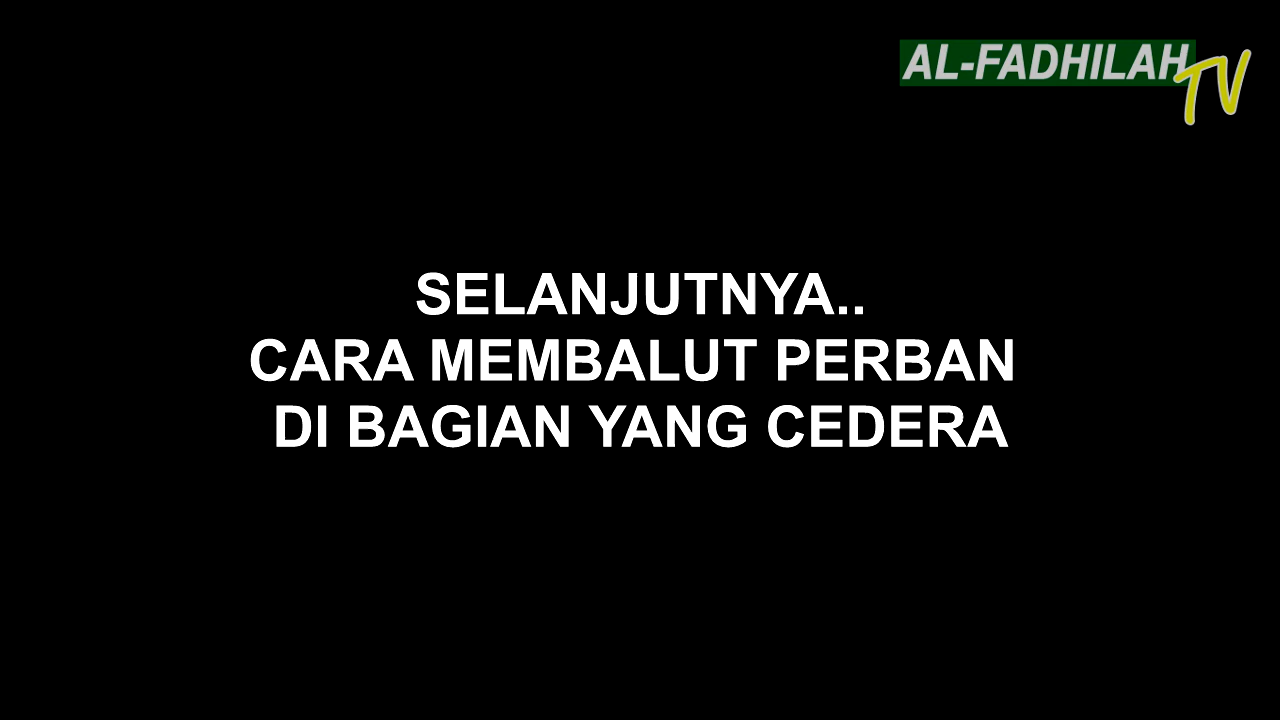 AL-FADHILAH TV
SELANJUTNYA..
CARA MEMBALUT PERBAN
DI BAGIAN YANG CEDERA